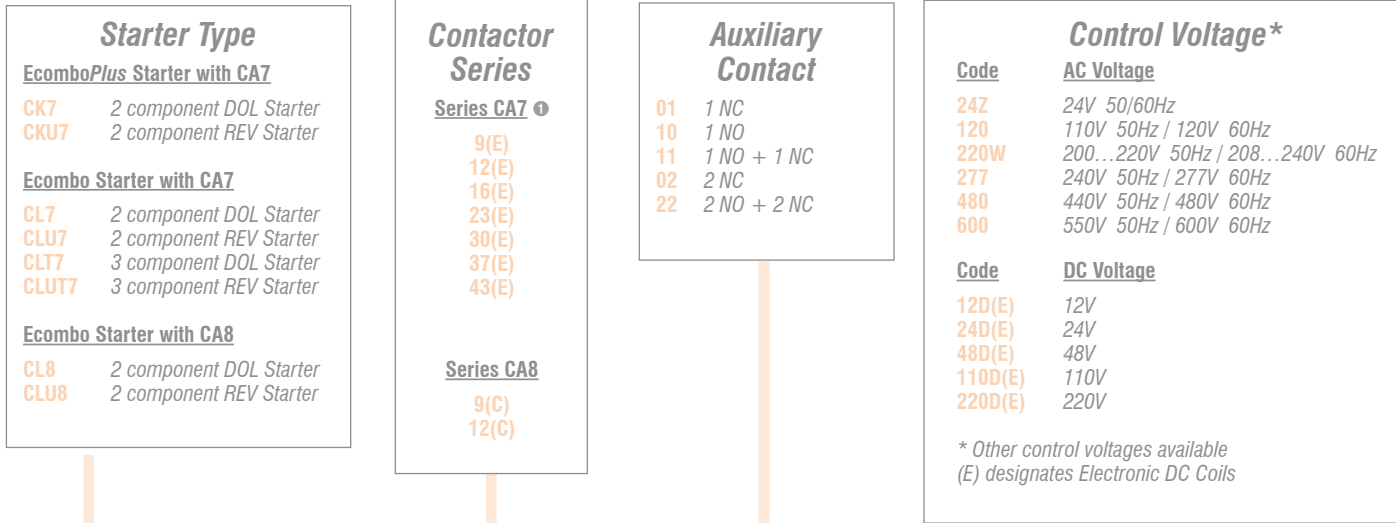 Starter Type
EcomboPlus Starter with CA7
CK7 2 component DOL Starter
CKU7 2 component REV Starter
Ecombo Starter with CA7
CL7 2 component DOL Starter
CLU7 2 component REV Starter
CLT7 3 component DOL Starter
CLUT7 3 component REV Starter
Ecombo Starter with CA8
CL8 2 component DOL Starter
CLU8 2 component REV Starter
Contactor
Series
Series CA7 ❶
9(E)
12(E)
16(E)
23(E)
30(E)
37(E)
43(E)
Series CA8
9(C)
12(C)
Auxiliary
Contact
01 1 NC
10 1 NO
11 1 NO + 1 NC
02 2 NC
22 2 NO + 2 NC
Control Voltage*
Code AC Voltage
24Z 24V 50/60Hz
120 110V 50Hz / 120V 60Hz
220W 200…220V 50Hz / 208…240V 60Hz
277 240V 50Hz / 277V 60Hz
480 440V 50Hz / 480V 60Hz
600 550V 50Hz / 600V 60Hz
Code DC Voltage
12D(E) 12V
24D(E) 24V
48D(E) 48V
110D(E) 110V
220D(E) 220V
* Other control voltages available
(E) designates Electronic DC Coils